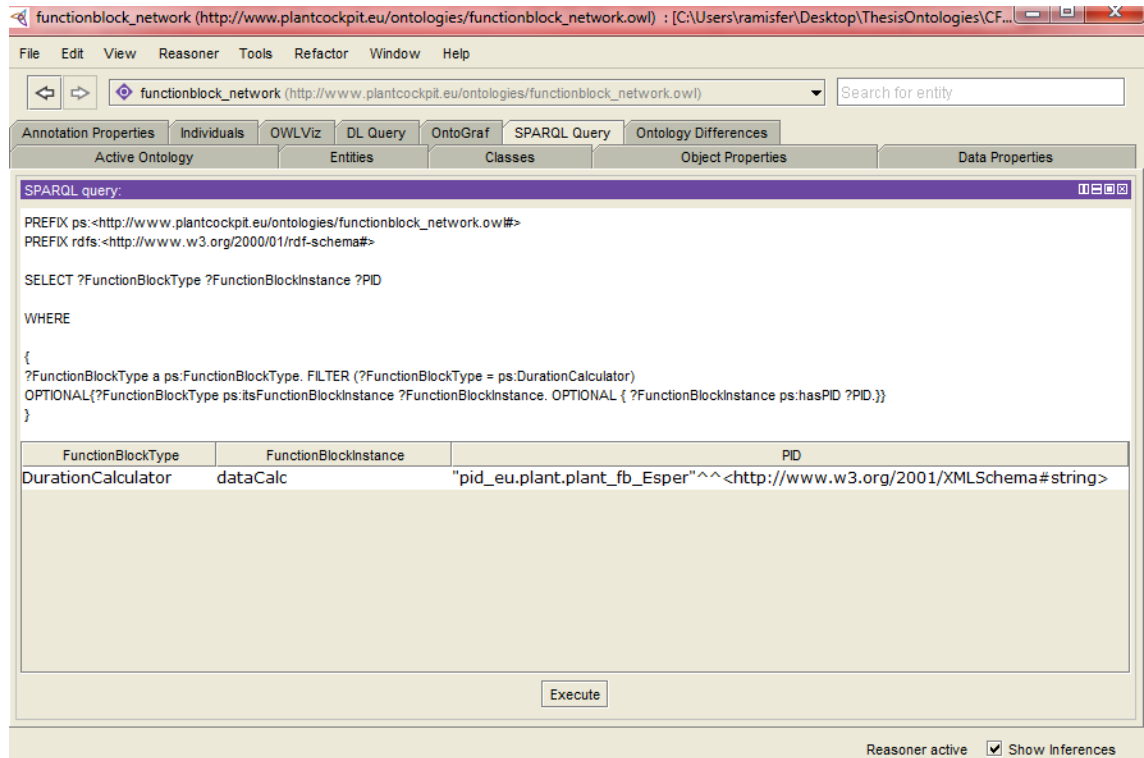 functionblock_network (http://www.plantcockpit.eu/ontologies/functionblock_network.owl) : [C:\Users\ramisfer\Desktop\ThesisOntologies\CF...
File Edit View Reasoner Tools Refactor Window Help
functionblock_network (http://www.plantcockpit.eu/ontologies/functionblock_network.owl) Search for entity
Annotation Properties Individuals OWLViz DL Query OntoGraf SPARQL Query Ontology Differences
Active Ontology Entities Classes Object Properties Data Properties
SPARQL query:
PREFIX ps:<http://www.plantcockpit.eu/ontologies/functionblock_network.owl#>
PREFIX rdfs:<http://www.w3.org/2000/01/rdf-schema#>
SELECT ?FunctionBlockType ?FunctionBlockInstance ?PID
WHERE
{
?FunctionBlockType a ps:FunctionBlockType. FILTER (?FunctionBlockType = ps:DurationCalculator)
OPTIONAL{?FunctionBlockType ps:itsFunctionBlockInstance ?FunctionBlockInstance. OPTIONAL { ?FunctionBlockInstance ps:hasPID ?PID.}}
}
FunctionBlockType FunctionBlockInstance PID
DurationCalculator dataCalc "pid_eu.plant.plant_fb_Esper"^^<http://www.w3.org/2001/XMLSchema#string>
Execute
Reasoner active Show Inferences